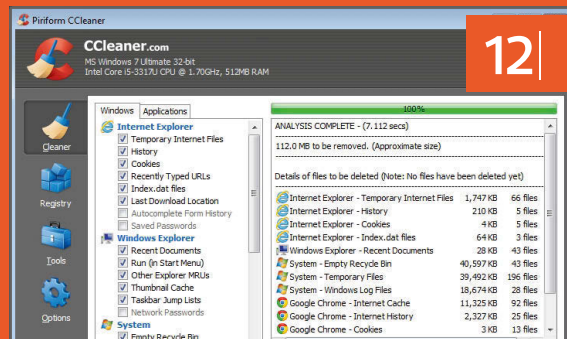 Piriform CCleaner
CCleaner.com
MS Windows 7 Ultimate 32-bit
Intel Core i5-3317U CPU @ 1.70GHz, 512MB RAM
12
Cleaner
Registry
Tools
Options
Windows Applications
Internet Explorer
Temporary Internet Files
History
Cookies
Recently Typed URLs
Index.dat files
Last Download Location
Autocomplete Form History
Saved Passwords
Windows Explorer
Recent Documents
Run (in Start Menu)
Other Explorer MRUs
Thumbnail Cache
Taskbar Jump Lists
Network Passwords
System
Empty Recycle Bin
100%
ANALYSIS COMPLETE - (7.112 secs)
112.0 MB to be removed. (Approximate size)
Details of files to be deleted (Note: No files have been deleted yet)
Internet Explorer - Temporary Internet Files 1,747 KB 66 files
Internet Explorer - History 210 KB 5 files
Internet Explorer - Cookies 4 KB 5 files
Internet Explorer - Index.dat files 64 KB 3 files
Windows Explorer - Recent Documents 28 KB 43 files
System - Empty Recycle Bin 40,597 KB 43 files
System - Temporary Files 39,492 KB 196 files
System - Windows Log Files 18,674 KB 28 files
Google Chrome - Internet Cache 11,325 KB 92 files
Google Chrome - Internet History 2,327 KB 25 files
Google Chrome - Cookies 3 KB 13 files